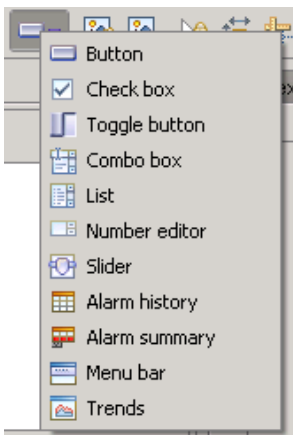 Button
Check box
Toggle button
Combo box
List
Number editor
Slider
Alarm history
Alarm summary
Menu bar
Trends